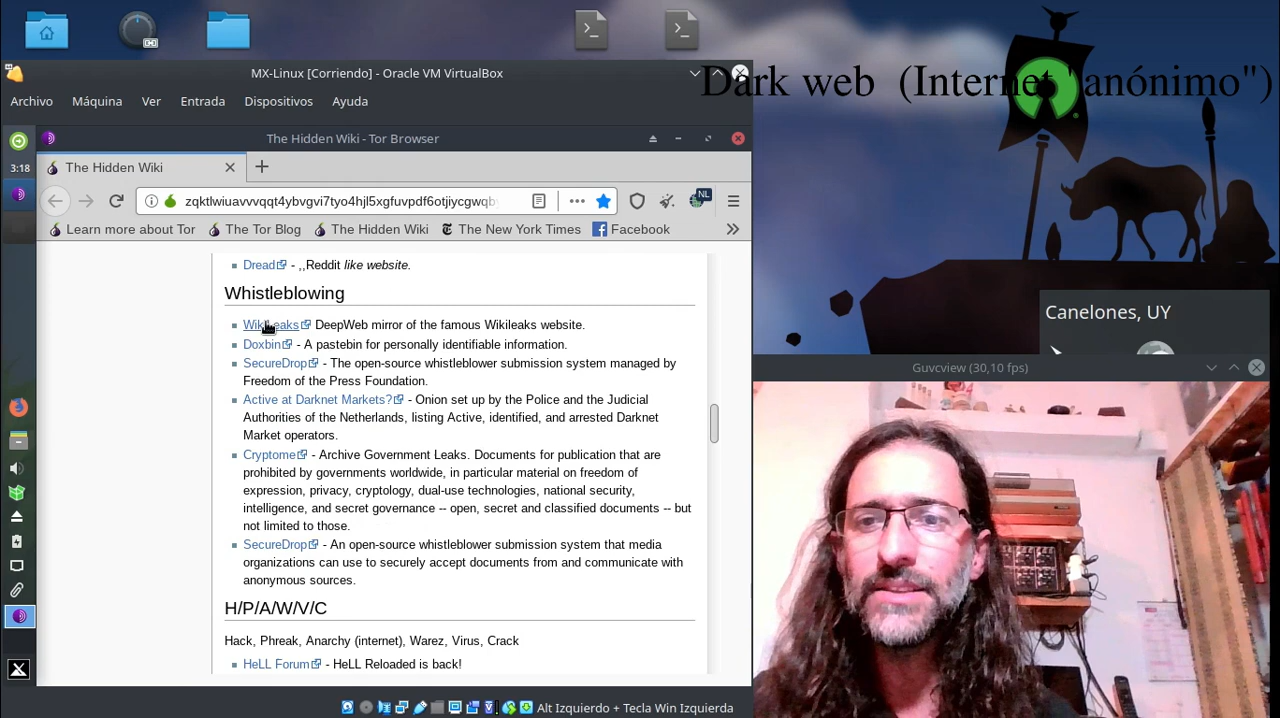 Dark web (Internet "anónimo")
MX-Linux [Corriendo] - Oracle VM VirtualBox
Archivo Máquina Ver Entrada Dispositivos Ayuda
The Hidden Wiki - Tor Browser
3:18
The Hidden Wiki
zqktlwiuavvvqqt4ybvgvi7tyo4hjl5xgfuvpdf6otjiycgwqb
NL
Learn more about Tor The Tor Blog The Hidden Wiki The New York Times Facebook
Dread - ,,Reddit like website.
Whistleblowing
WikiLeaks DeepWeb mirror of the famous Wikileaks website.
Doxbin - A pastebin for personally identifiable information.
SecureDrop - The open-source whistleblower submission system managed by
Freedom of the Press Foundation.
Active at Darknet Markets? - Onion set up by the Police and the Judicial
Authorities of the Netherlands, listing Active, identified, and arrested Darknet
Market operators.
Cryptome - Archive Government Leaks. Documents for publication that are
prohibited by governments worldwide, in particular material on freedom of
expression, privacy, cryptology, dual-use technologies, national security,
intelligence, and secret governance -- open, secret and classified documents -- but
not limited to those.
SecureDrop - An open-source whistleblower submission system that media
organizations can use to securely accept documents from and communicate with
anonymous sources.
H/P/A/W/V/C
Hack, Phreak, Anarchy (internet), Warez, Virus, Crack
HeLL Forum - HeLL Reloaded is back!
Alt Izquierdo + Tecla Win Izquierda
Canelones, UY
Guvcview (30,10 fps)